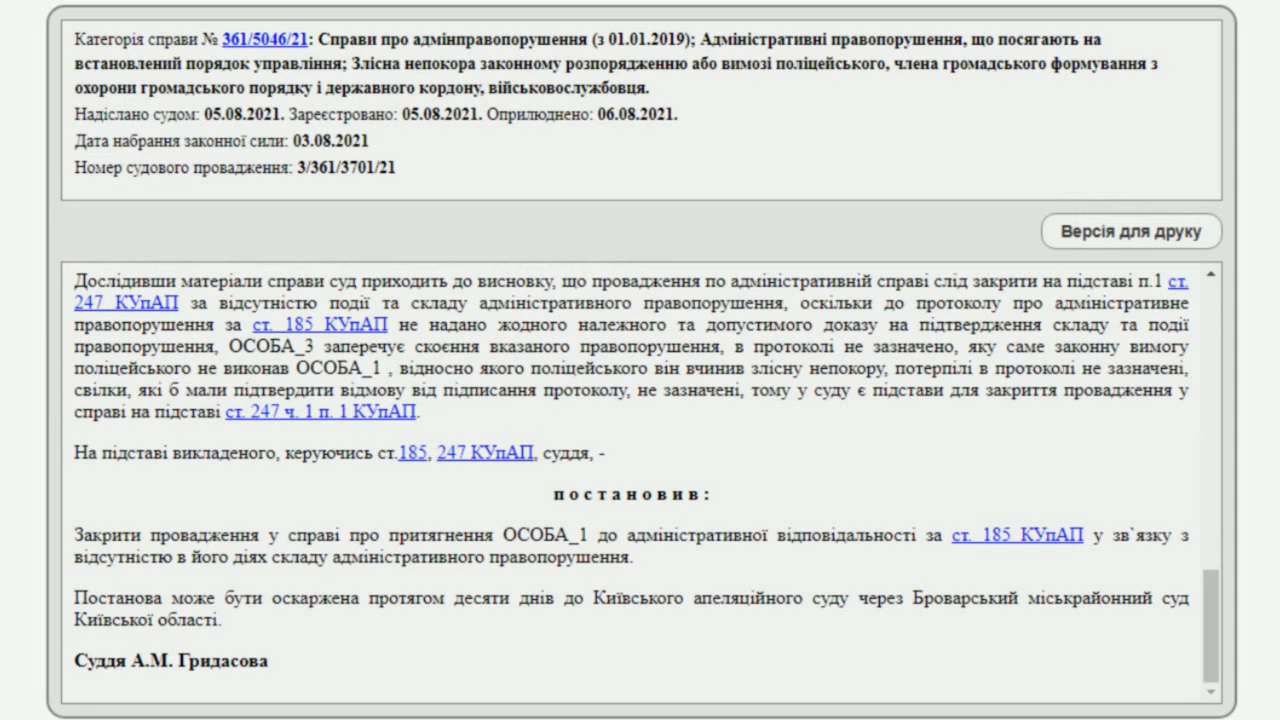 Категорія справи № 361/5046/21: Справи про адмінправопорушення (з 01.01.2019); Адміністративні правопорушення, що посягають на
встановлений порядок управління; Злісна непокора законному розпорядженню або вимозі поліцейського, члена громадського формування з
охорони громадського порядку і державного кордону, військовослужбовця.
Надіслано судом: 05.08.2021. Зареєстровано: 05.08.2021. Оприлюднено: 06.08.2021.
Дата набрання законної сили: 03.08.2021
Номер судового провадження: 3/361/3701/21
Версія для друку
Дослідивши матеріали справи суд приходить до висновку, що провадження по адміністративній справі слід закрити на підставі п.1 ст.
247 КУпАП за відсутністю події та складу адміністративного правопорушення, оскільки до протоколу про адміністративне
правопорушення за ст. 185 КУпАП не надано жодного належного та допустимого доказу на підтвердження складу та події
правопорушення, ОСОБА_3 заперечує скоєння вказаного правопорушення, в протоколі не зазначено, яку саме законну вимогу
поліцейського не виконав ОСОБА_1 , відносно якого поліцейського він вчинив злісну непокору, потерпілі в протоколі не зазначені,
свілки, які б мали підтвердити відмову від підписання протоколу, не зазначені, тому у суду є підстави для закриття провадження у
справі на підставі ст. 247 ч. 1 п. 1 КУпАП.
На підставі викладеного, керуючись ст.185, 247 КУпАП, суддя, -
п о с т а н о в и в :
Закрити провадження у справі про притягнення ОСОБА_1 до адміністративної відповідальності за ст. 185 КУпАП у зв`язку з
відсутністю в його діях складу адміністративного правопорушення.
Постанова може бути оскаржена протягом десяти днів до Київського апеляційного суду через Броварський міськрайонний суд
Київської області.
Суддя А.М. Гридасова